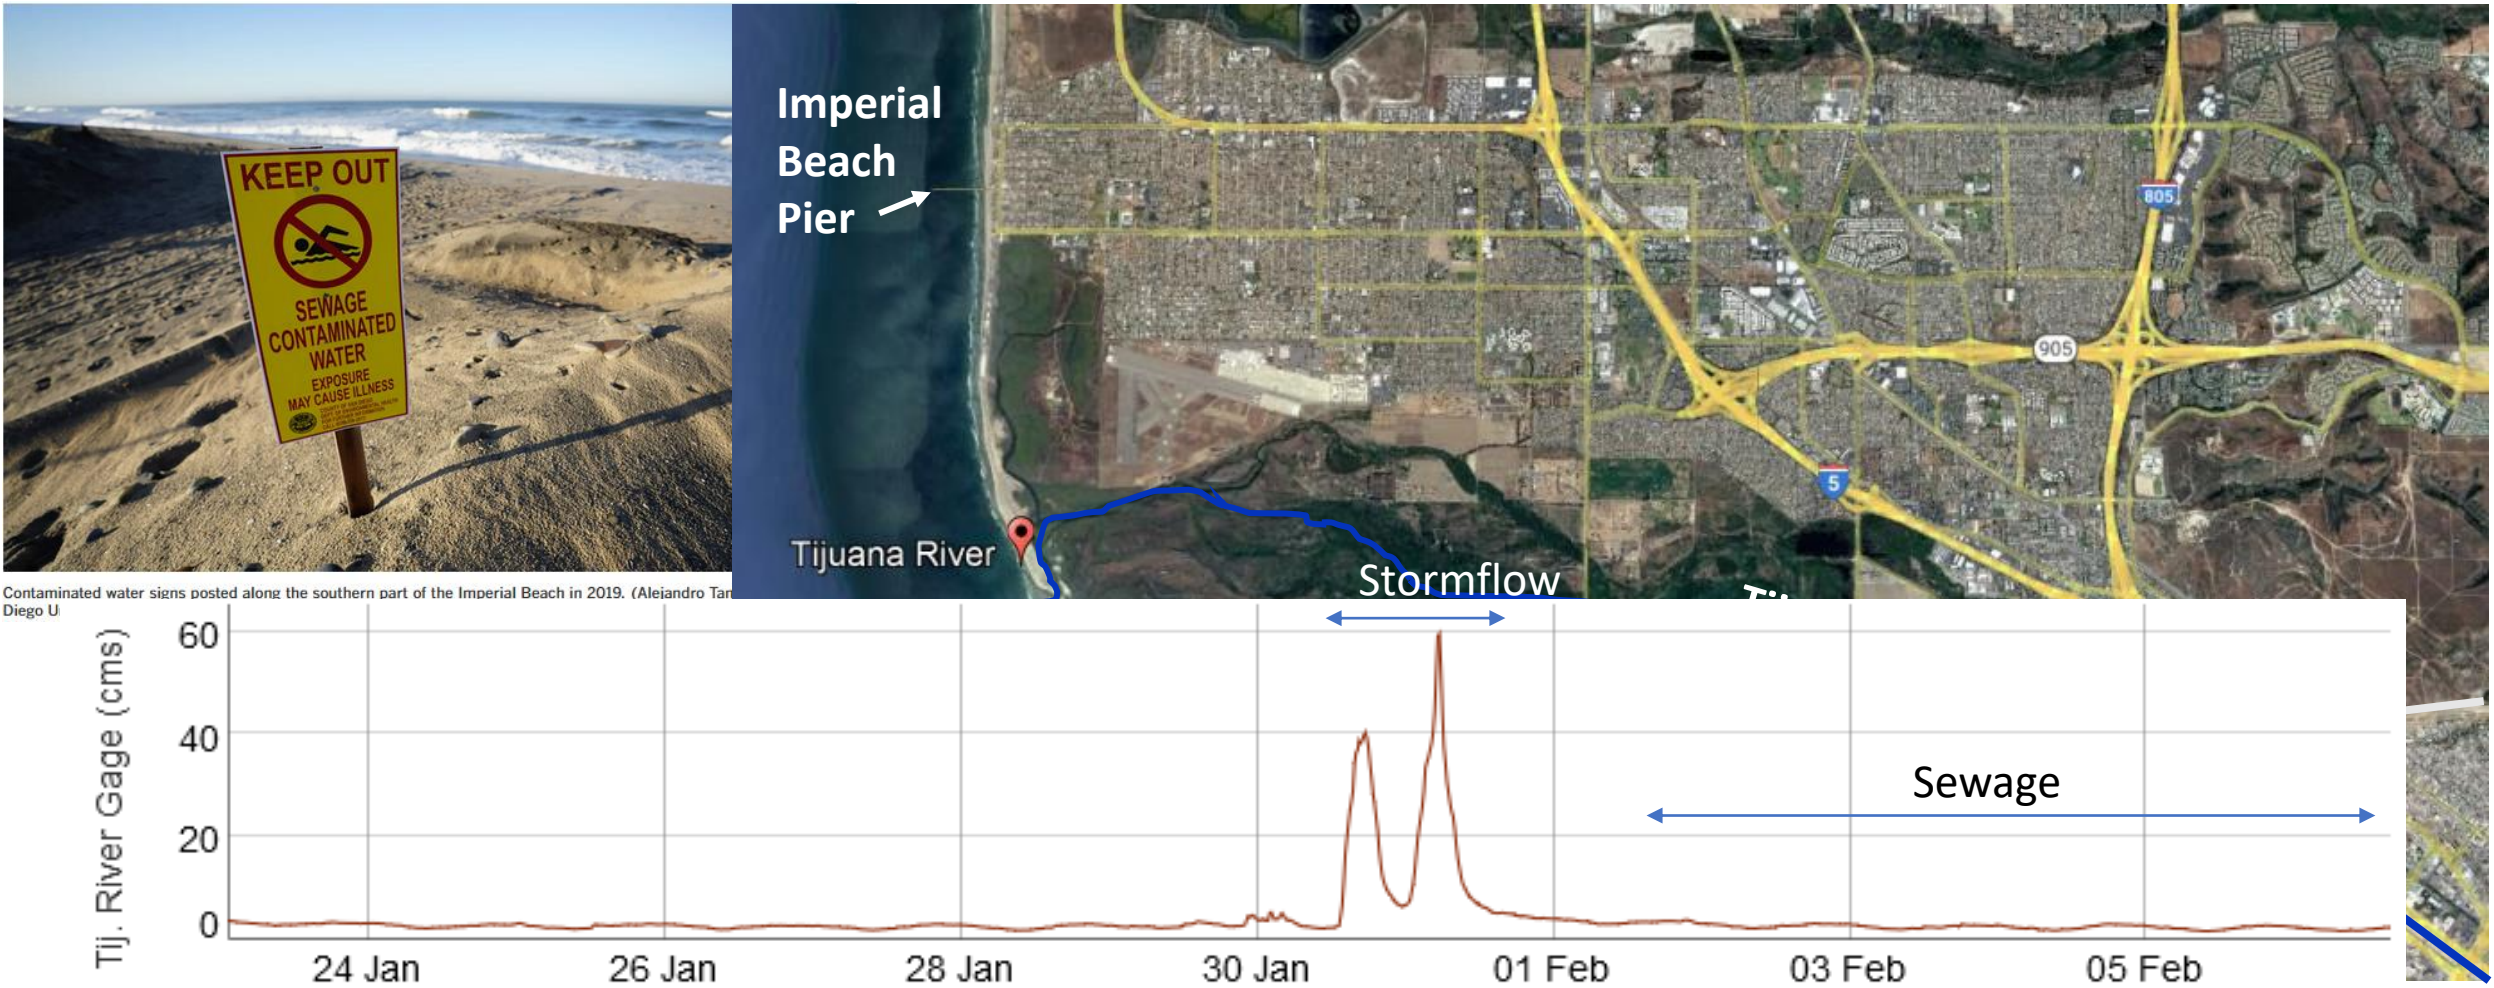 KEEP OUT
SEWAGE
CONTAMINATED
WATER
EXPOSURE
MAY CAUSE ILLNESS
Contaminated water signs posted along the southern part of the Imperial Beach in 2019. (Alejandro Tam
Diego U
Imperial
Beach
Pier
805
905
5
Tijuana River
Stormflow
Sewage
Tij. River Gage (cms)
60
40
20
0
24 Jan
26 Jan
28 Jan
30 Jan
01 Feb
03 Feb
05 Feb